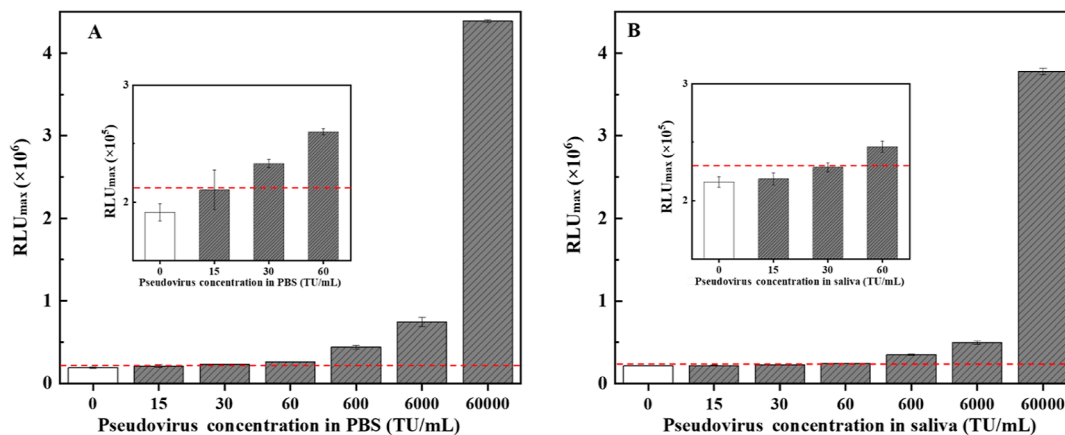 A
4
3
2
1
0
RLUmax (×10⁶)
0 15 30 60 600 6000 60000
Pseudovirus concentration in PBS (TU/mL)
3
2
RLUmax (×10⁵)
0 15 30 60
Pseudovirus concentration in PBS (TU/mL)
B
4
3
2
1
0
RLUmax (×10⁶)
0 15 30 60 600 6000 60000
Pseudovirus concentration in saliva (TU/mL)
3
2
RLUmax (×10⁵)
0 15 30 60
Pseudovirus concentration in saliva (TU/mL)